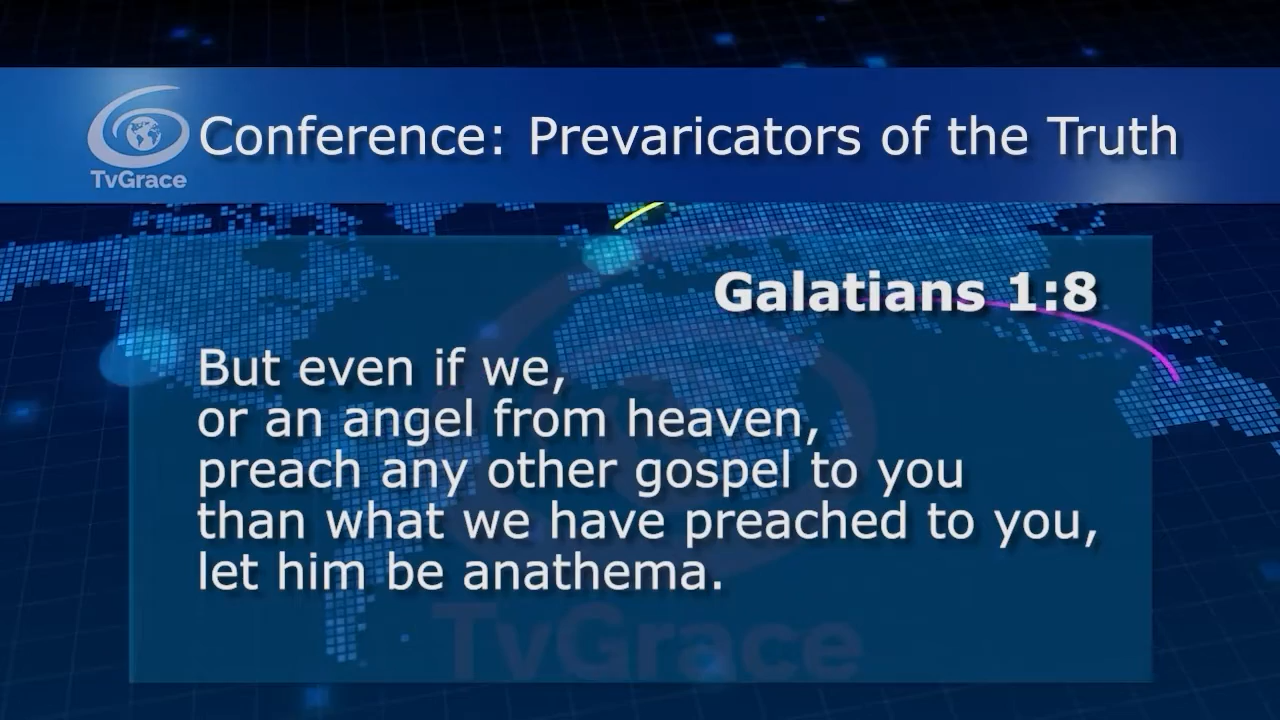 Conference: Prevaricators of the Truth
TvGrace
Galatians 1:8
But even if we,
or an angel from heaven,
preach any other gospel to you
than what we have preached to you,
let him be anathema.
TvGrace